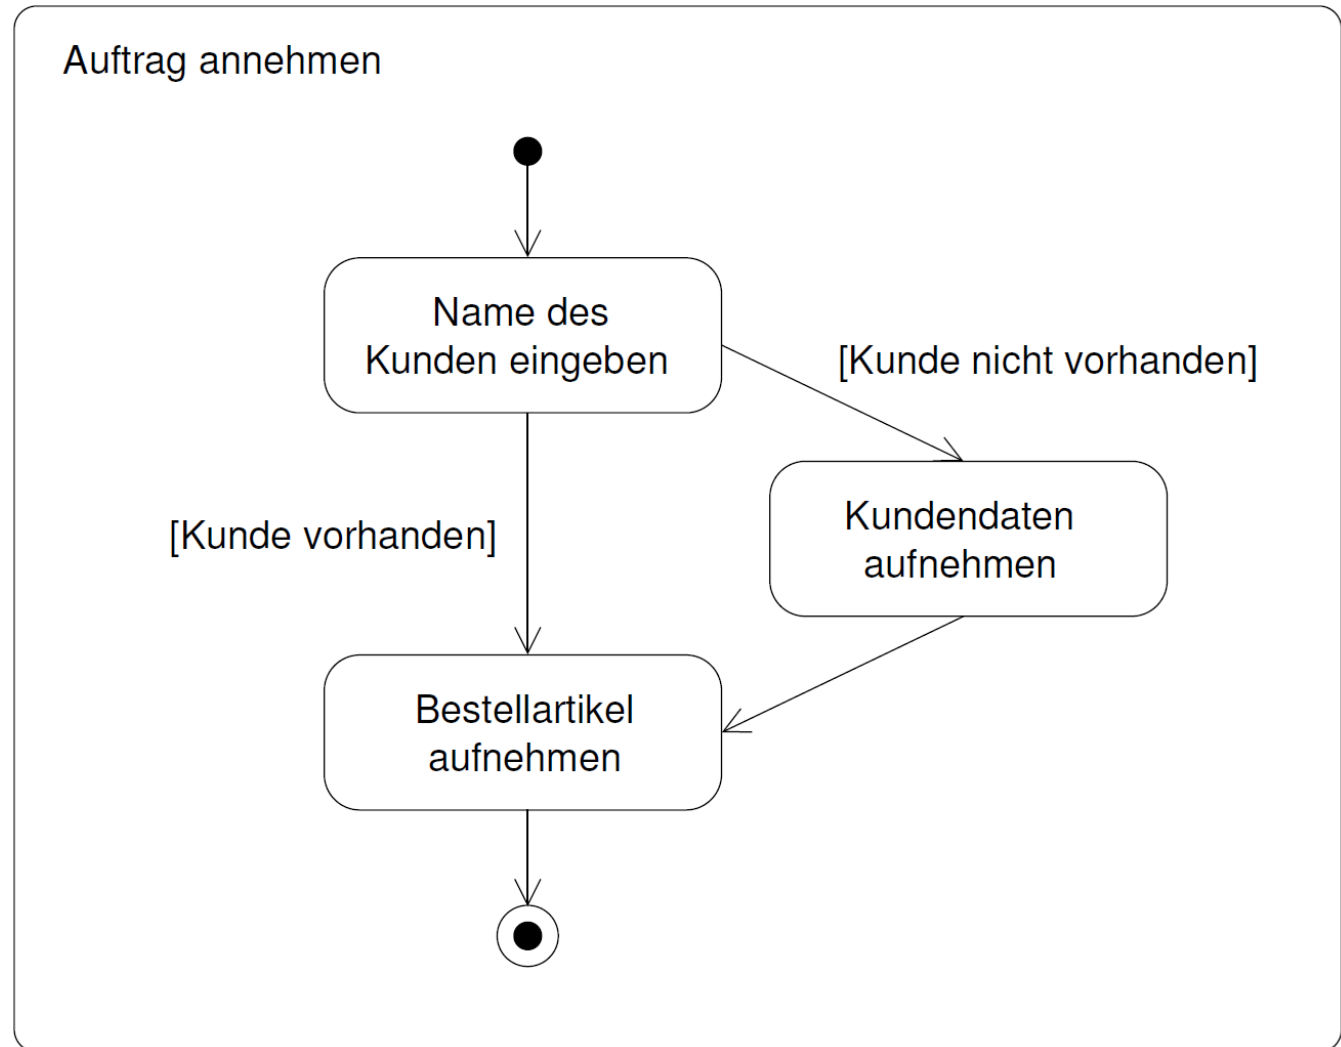 Auftrag annehmen
Name des
Kunden eingeben
[Kunde nicht vorhanden]
[Kunde vorhanden]
Kundendaten
aufnehmen
Bestellartikel
aufnehmen